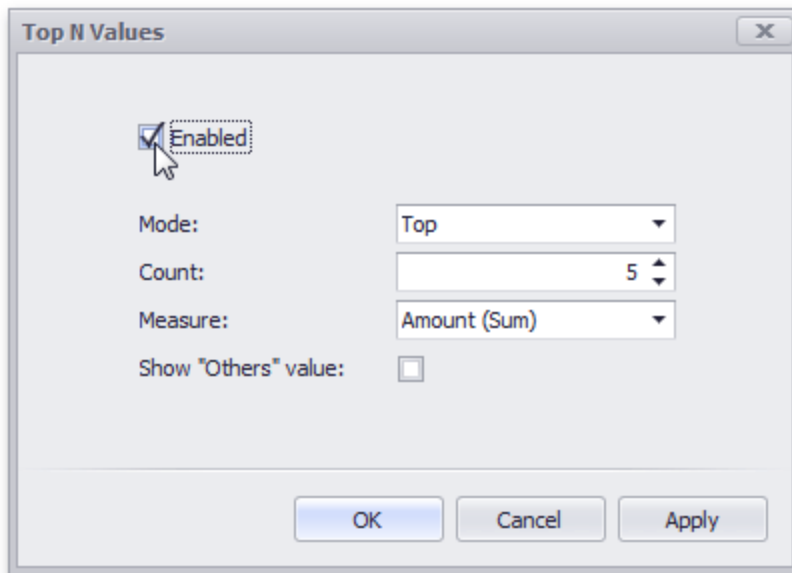 Top N Values
Enabled
Mode: Top
Count: 5
Measure: Amount (Sum)
Show "Others" value:
OK Cancel Apply